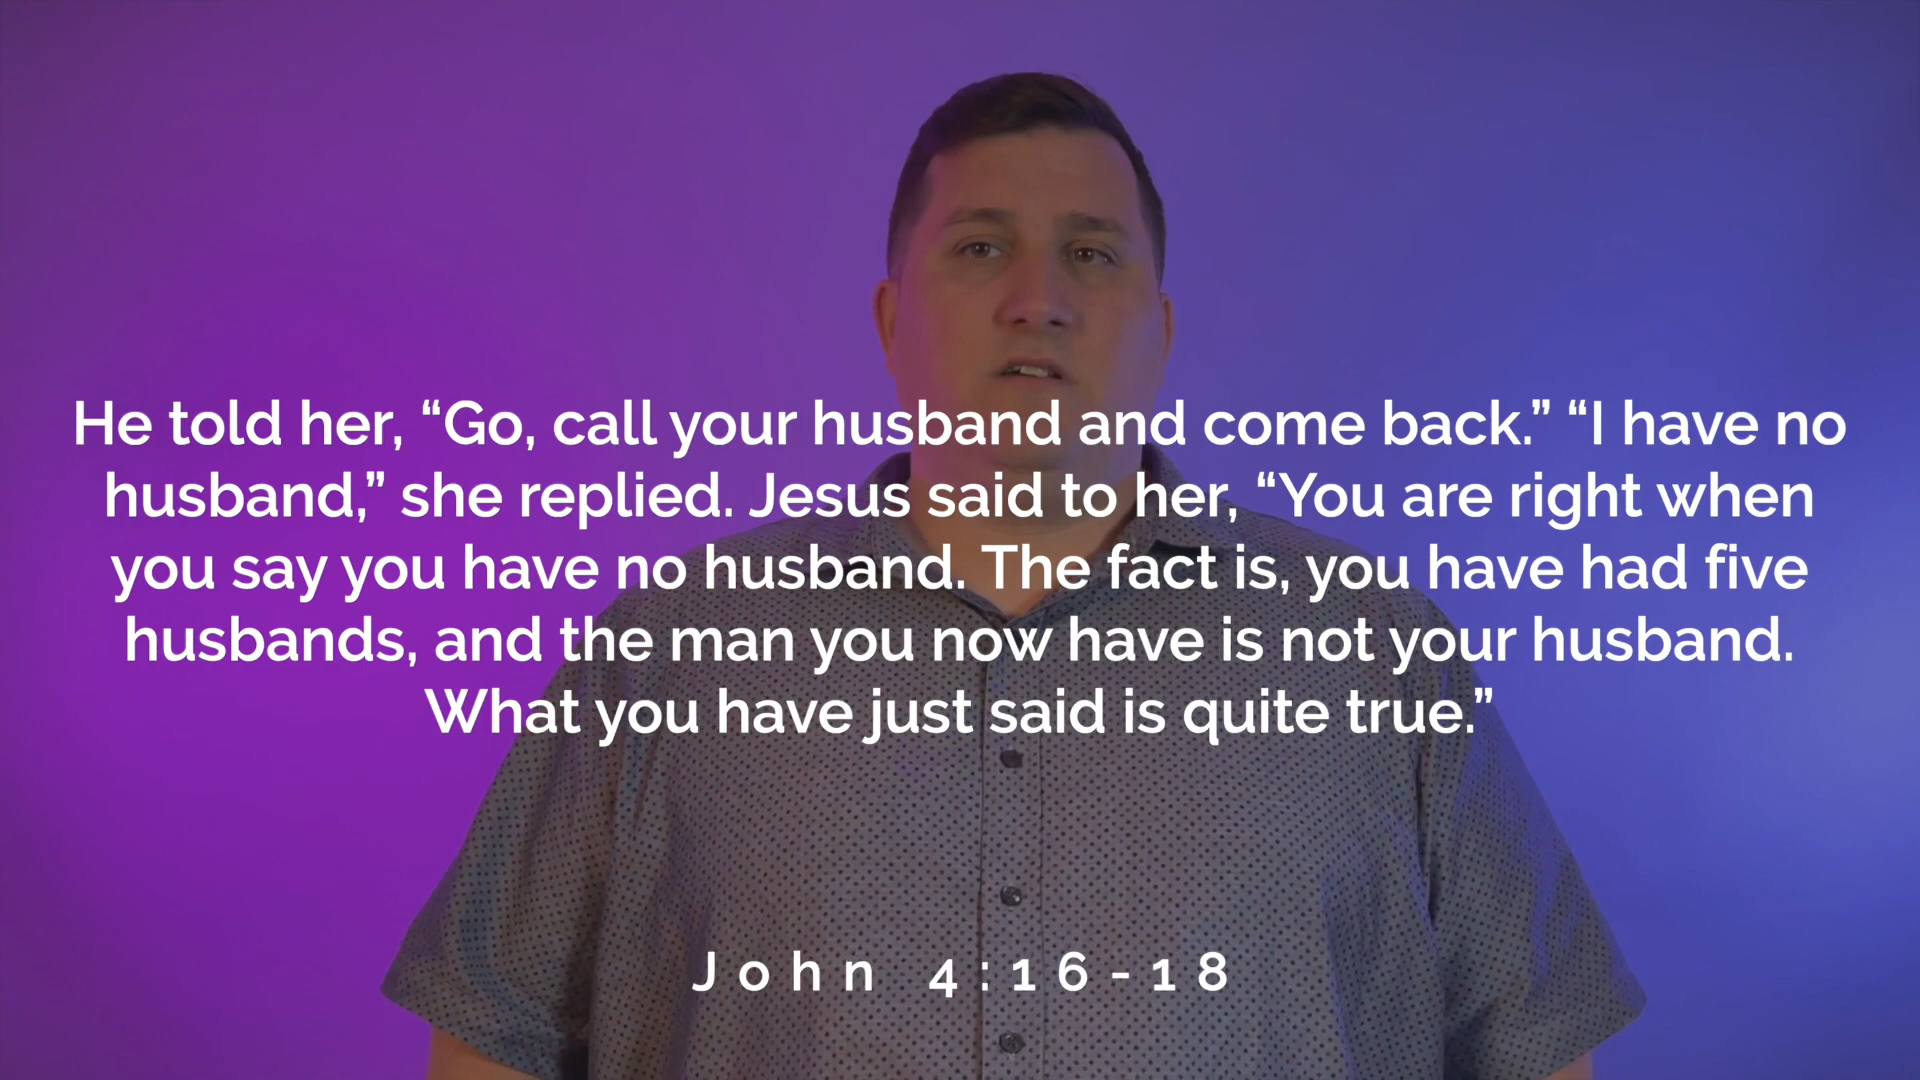 He told her, “Go, call your husband and come back.” “I have no
husband,” she replied. Jesus said to her, “You are right when
you say you have no husband. The fact is, you have had five
husbands, and the man you now have is not your husband.
What you have just said is quite true.”
John 4:16-18